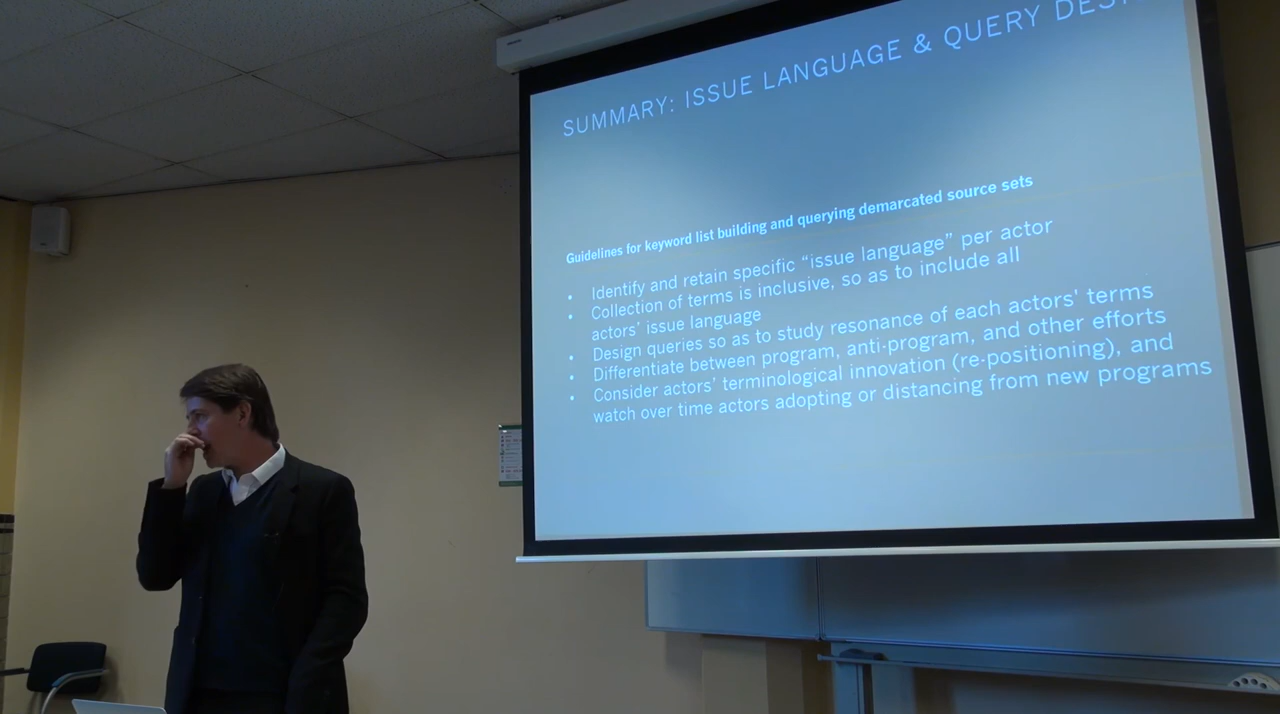 SUMMARY: ISSUE LANGUAGE & QUERY
Guidelines for keyword list building and querying demarcated source sets
• Identify and retain specific “issue language” per actor
• Collection of terms is inclusive, so as to include all
actors’ issue language
• Design queries so as to study resonance of each actors' terms
• Differentiate between program, anti-program, and other efforts
• Consider actors’ terminological innovation (re-positioning), and
watch over time actors adopting or distancing from new programs